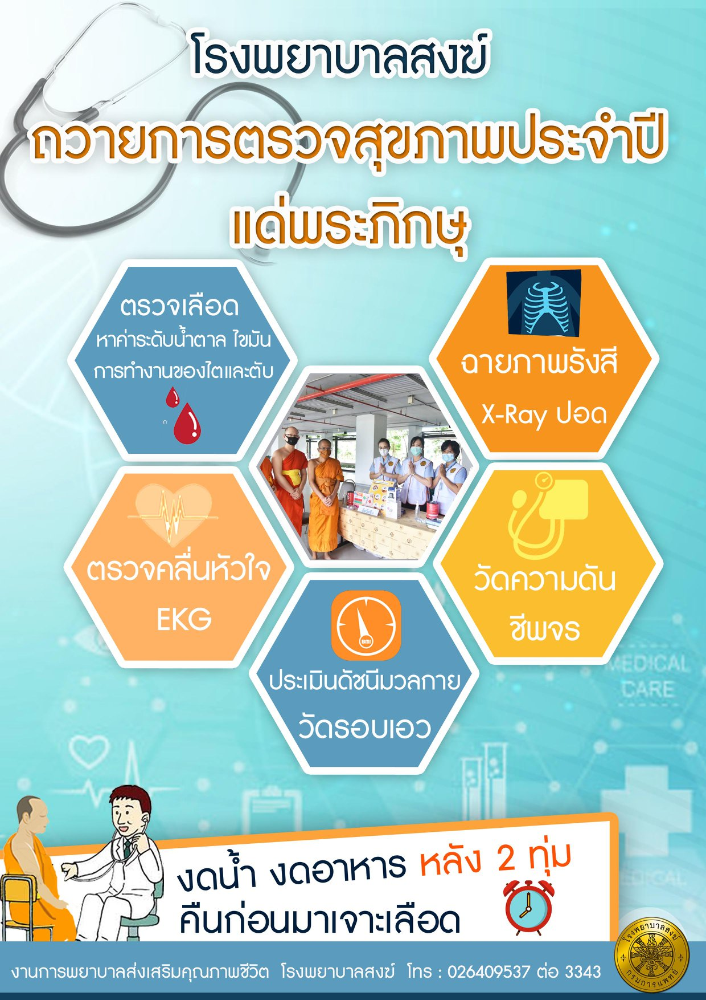 โรงพยาบาลสงฆ์
ถวายการตรวจสุขภาพประจำปี
แด่พระภิกษุ
ตรวจเลือด
หาค่าระดับน้ำตาล ไขมัน
การทำงานของไตและตับ
ก
ฉายภาพรังสี
X-Ray ปอด
ตรวจคลื่นหัวใจ
EKG
วัดความดัน
ชีพจร
BMI
ประเมินดัชนีมวลกาย
วัดรอบเอว
MEDICAL
CARE
งดน้ำ งดอาหาร หลัง 2 ทุ่ม
คืนก่อนมาเจาะเลือด
MEDICAL
งานการพยาบาลส่งเสริมคุณภาพชีวิต โรงพยาบาลสงฆ์ โทร : 026409537 ต่อ 3343
โรงพยาบาลสงฆ์
กรมการแพทย์